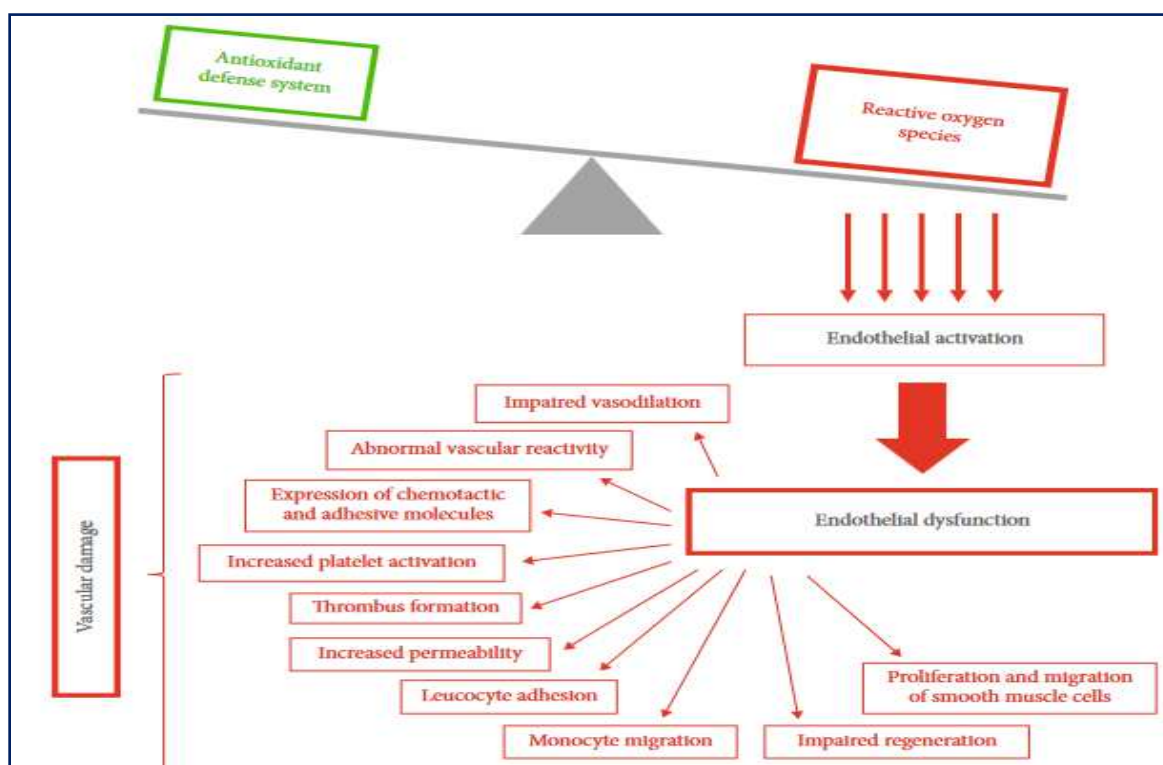 Antioxidant
defense system
Reactive oxygen
species
Endothelial activation
Impaired vasodilation
Abnormal vascular reactivity
Expression of chemotactic
and adhesive molecules
Endothelial dysfunction
Increased platelet activation
Thrombus formation
Increased permeability
Leucocyte adhesion
Monocyte migration
Impaired regeneration
Proliferation and migration
of smooth muscle cells
Vascular damage